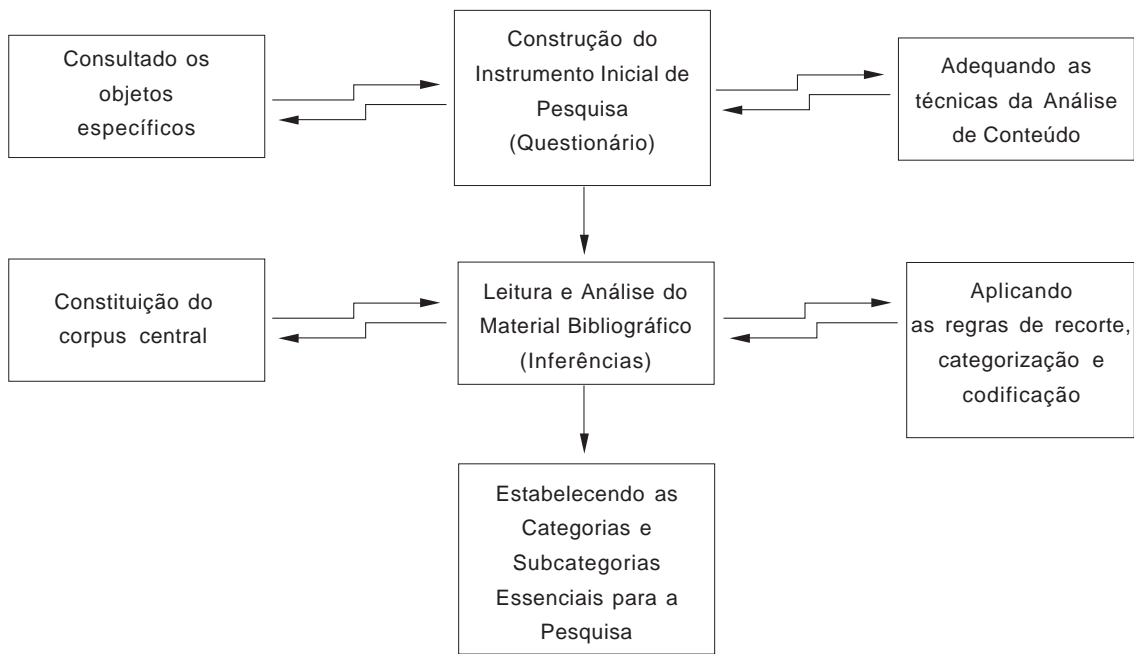 Consultado os
objetos
específicos
Construção do
Instrumento Inicial de
Pesquisa
(Questionário)
Adequando as
técnicas da Análise
de Conteúdo
Constituição do
corpus central
Leitura e Análise do
Material Bibliográfico
(Inferências)
Aplicando
as regras de recorte,
categorização e
codificação
Estabelecendo as
Categorias e
Subcategorias
Essenciais para a
Pesquisa